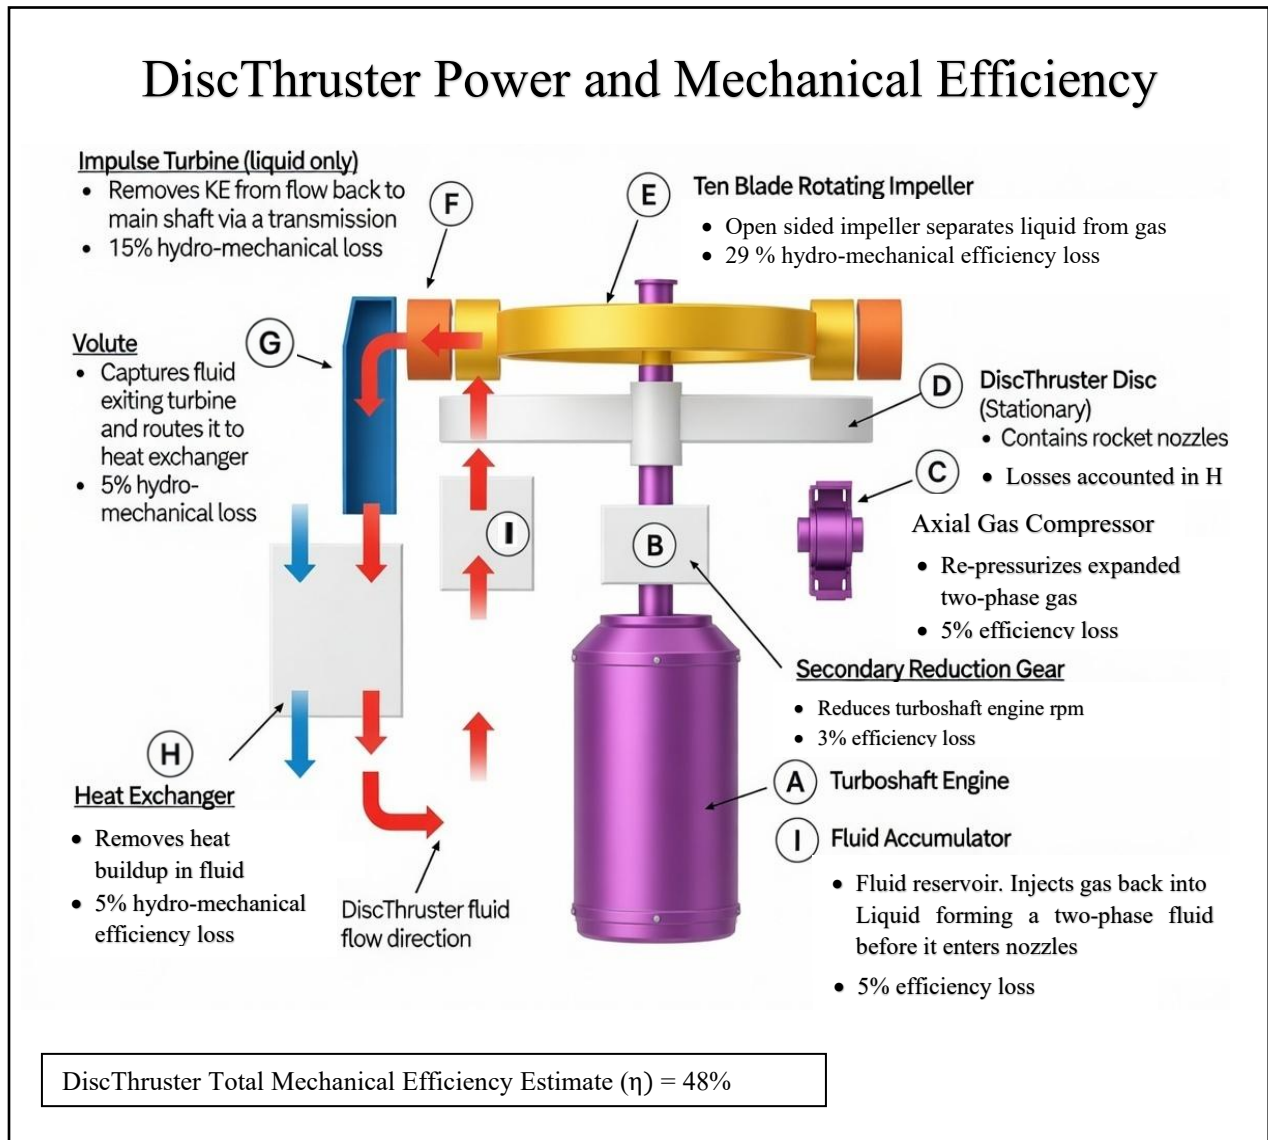 DiscThruster Power and Mechanical Efficiency
Impulse Turbine (liquid only)
• Removes KE from flow back to
main shaft via a transmission
• 15% hydro-mechanical loss
F
E
Ten Blade Rotating Impeller
• Open sided impeller separates liquid from gas
• 29 % hydro-mechanical efficiency loss
Volute
• Captures fluid
exiting turbine
and routes it to
heat exchanger
• 5% hydro-
mechanical loss
G
D
DiscThruster Disc
(Stationary)
• Contains rocket nozzles
• Losses accounted in H
C
Axial Gas Compressor
• Re-pressurizes expanded
two-phase gas
• 5% efficiency loss
I
B
Secondary Reduction Gear
• Reduces turboshaft engine rpm
• 3% efficiency loss
H
Heat Exchanger
• Removes heat
buildup in fluid
• 5% hydro-mechanical
efficiency loss
DiscThruster fluid
flow direction
A
Turboshaft Engine
I
Fluid Accumulator
• Fluid reservoir. Injects gas back into
Liquid forming a two-phase fluid
before it enters nozzles
• 5% efficiency loss
DiscThruster Total Mechanical Efficiency Estimate (η) = 48%